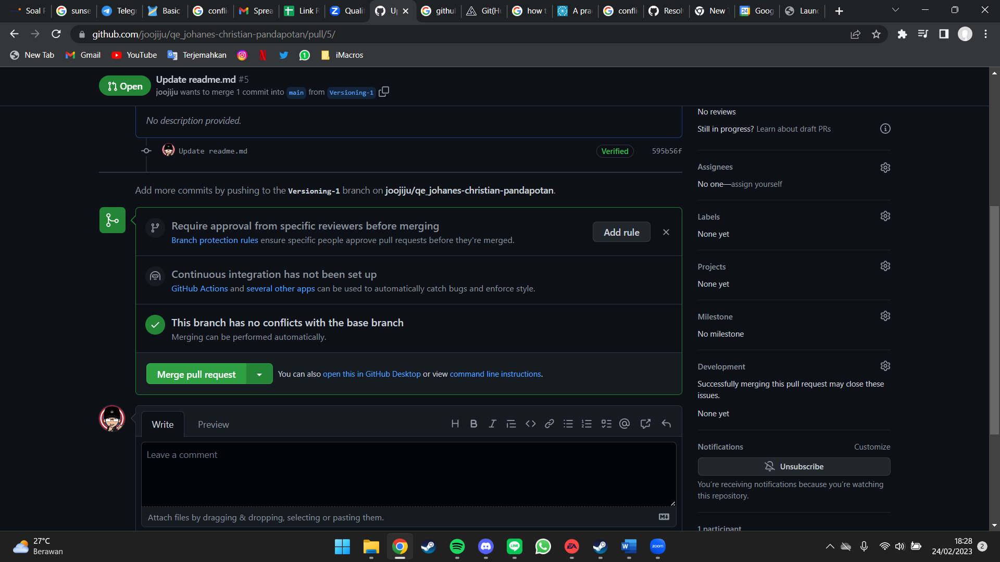 Soal
sunse
Teleg
Basic
confli
Sprea
Link R
Qualit
U
githu
Git(Hu
how t
A pra
confli
Resol
New
Goog
Laun
github.com/joojiju/qe_johanes-christian-pandapotan/pull/5/
New Tab
Gmail
YouTube
Terjemahkan
iMacros
Open
Update readme.md #5
joojiju wants to merge 1 commit into main from Versioning-1
No description provided.
Update readme.md
Verified
595b56f
Add more commits by pushing to the Versioning-1 branch on joojiju/qe_johanes-christian-pandapotan.
Require approval from specific reviewers before merging
Branch protection rules ensure specific people approve pull requests before they're merged.
Add rule
Continuous integration has not been set up
GitHub Actions and several other apps can be used to automatically catch bugs and enforce style.
This branch has no conflicts with the base branch
Merging can be performed automatically.
Merge pull request
You can also open this in GitHub Desktop or view command line instructions.
Write
Preview
Leave a comment
Attach files by dragging & dropping, selecting or pasting them.
No reviews
Still in progress? Learn about draft PRs
Assignees
No one—assign yourself
Labels
None yet
Projects
None yet
Milestone
No milestone
Development
Successfully merging this pull request may close these
issues.
None yet
Notifications
Customize
Unsubscribe
You're receiving notifications because you're watching
this repository.
1 participant
27°C
Berawan
18:28
24/02/2023
2